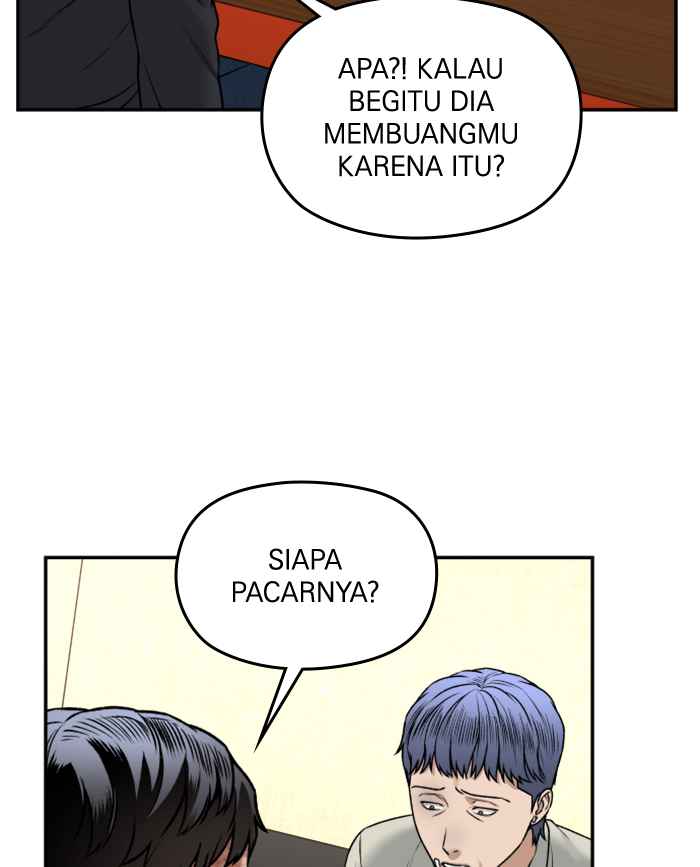 APA?! KALAU
BEGITU DIA
MEMBUANGMU
KARENA ITU?
SIAPA
PACARNYA?